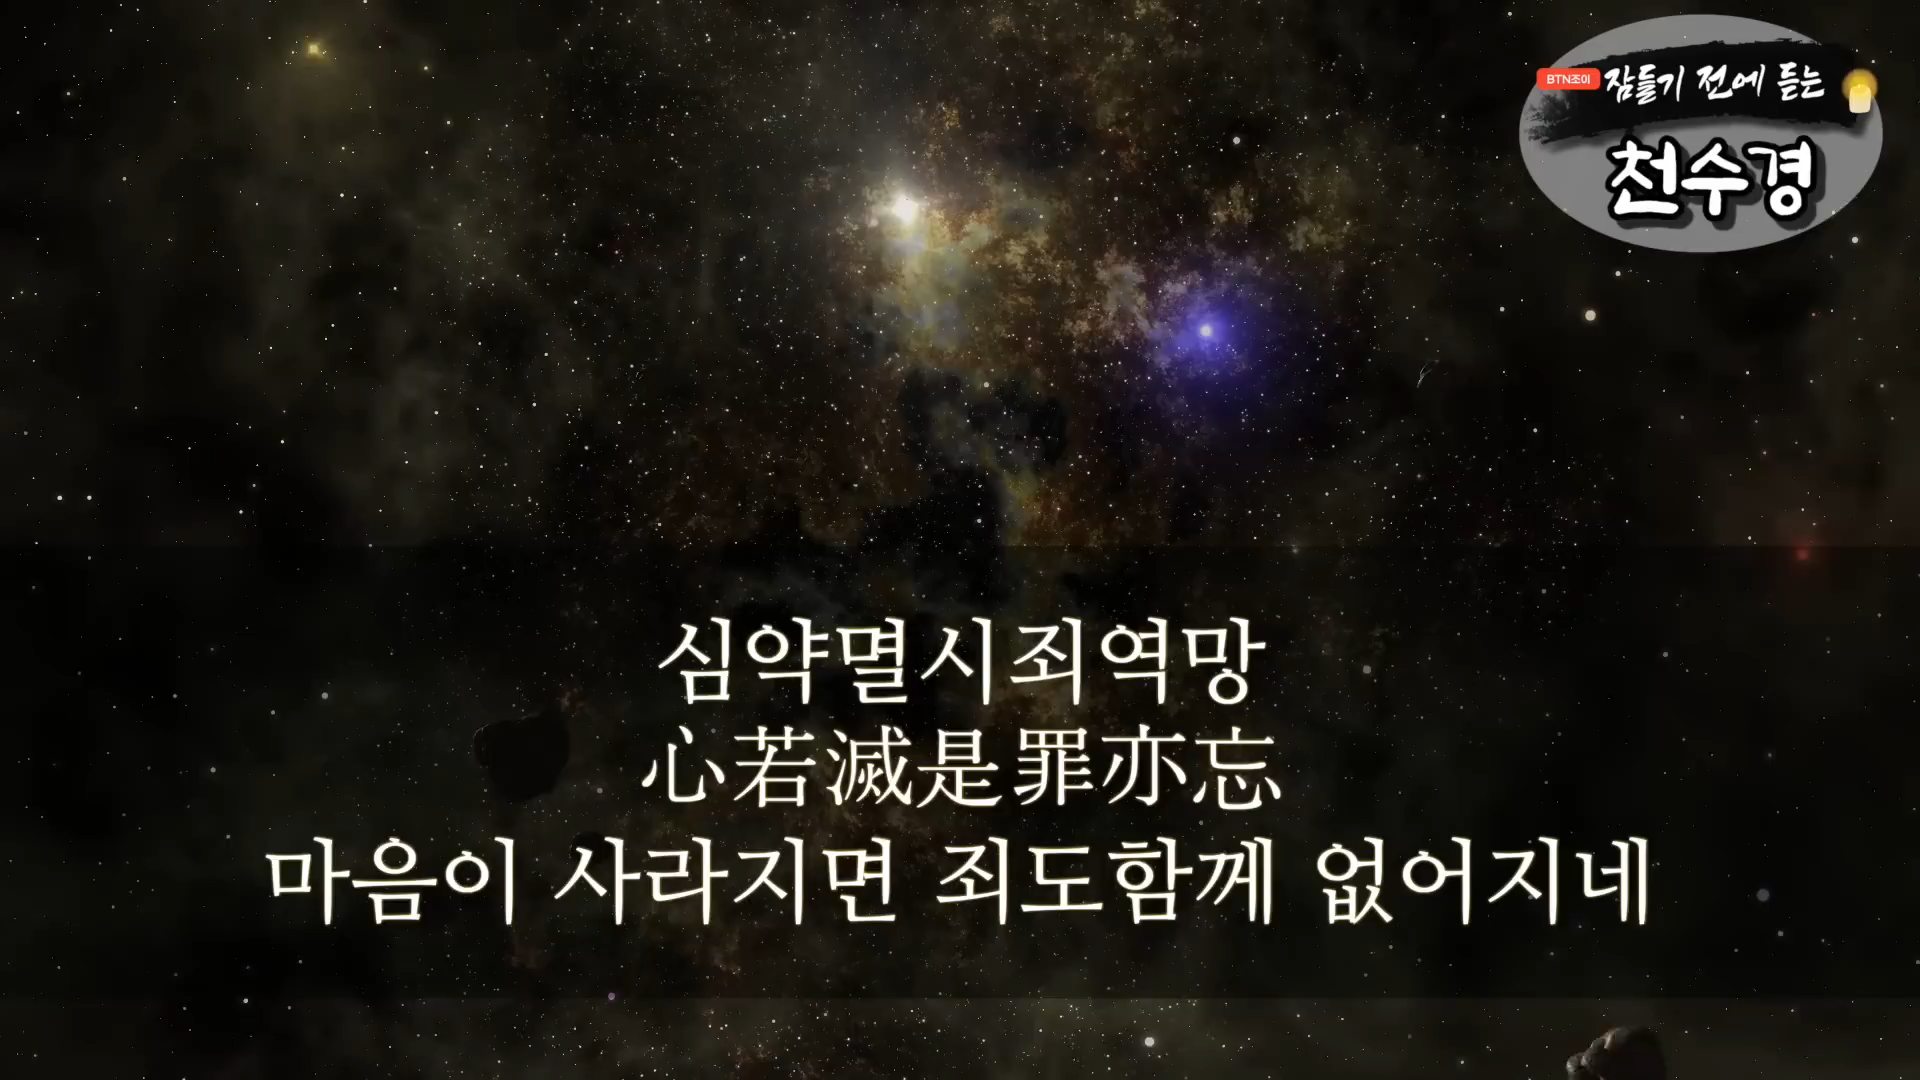 BTN조이 잠들기 전에 듣는
천수경
심약멸시죄역망
心若滅是罪亦忘
마음이 사라지면 죄도함께 없어지네